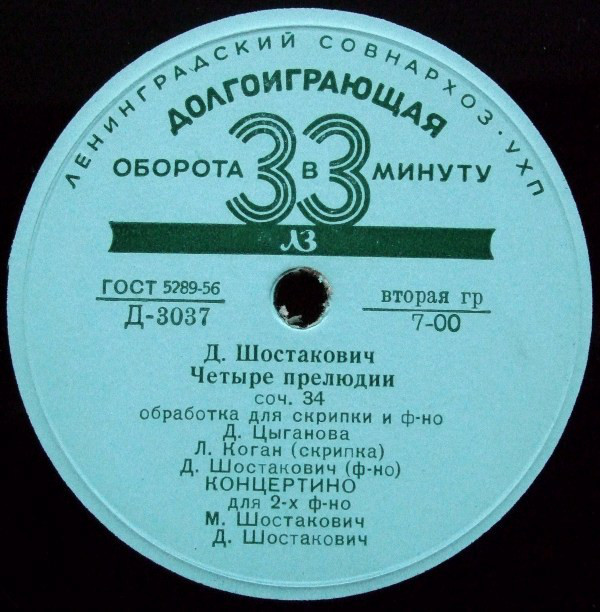 ЛЕНИНГРАДСКИЙ СОВНАРХОЗ·УХП
ДОЛГОИГРАЮЩАЯ
ОБОРОТА 33 В МИНУТУ
ЛЗ
ГОСТ 5289-56
Д-3037
вторая гр
7-00
Д. Шостакович
Четыре прелюдии
соч. 34
обработка для скрипки и ф-но
Д. Цыганова
Л. Коган (скрипка)
Д. Шостакович (ф-но)
КОНЦЕРТИНО
для 2-х ф-но
М. Шостакович
Д. Шостакович